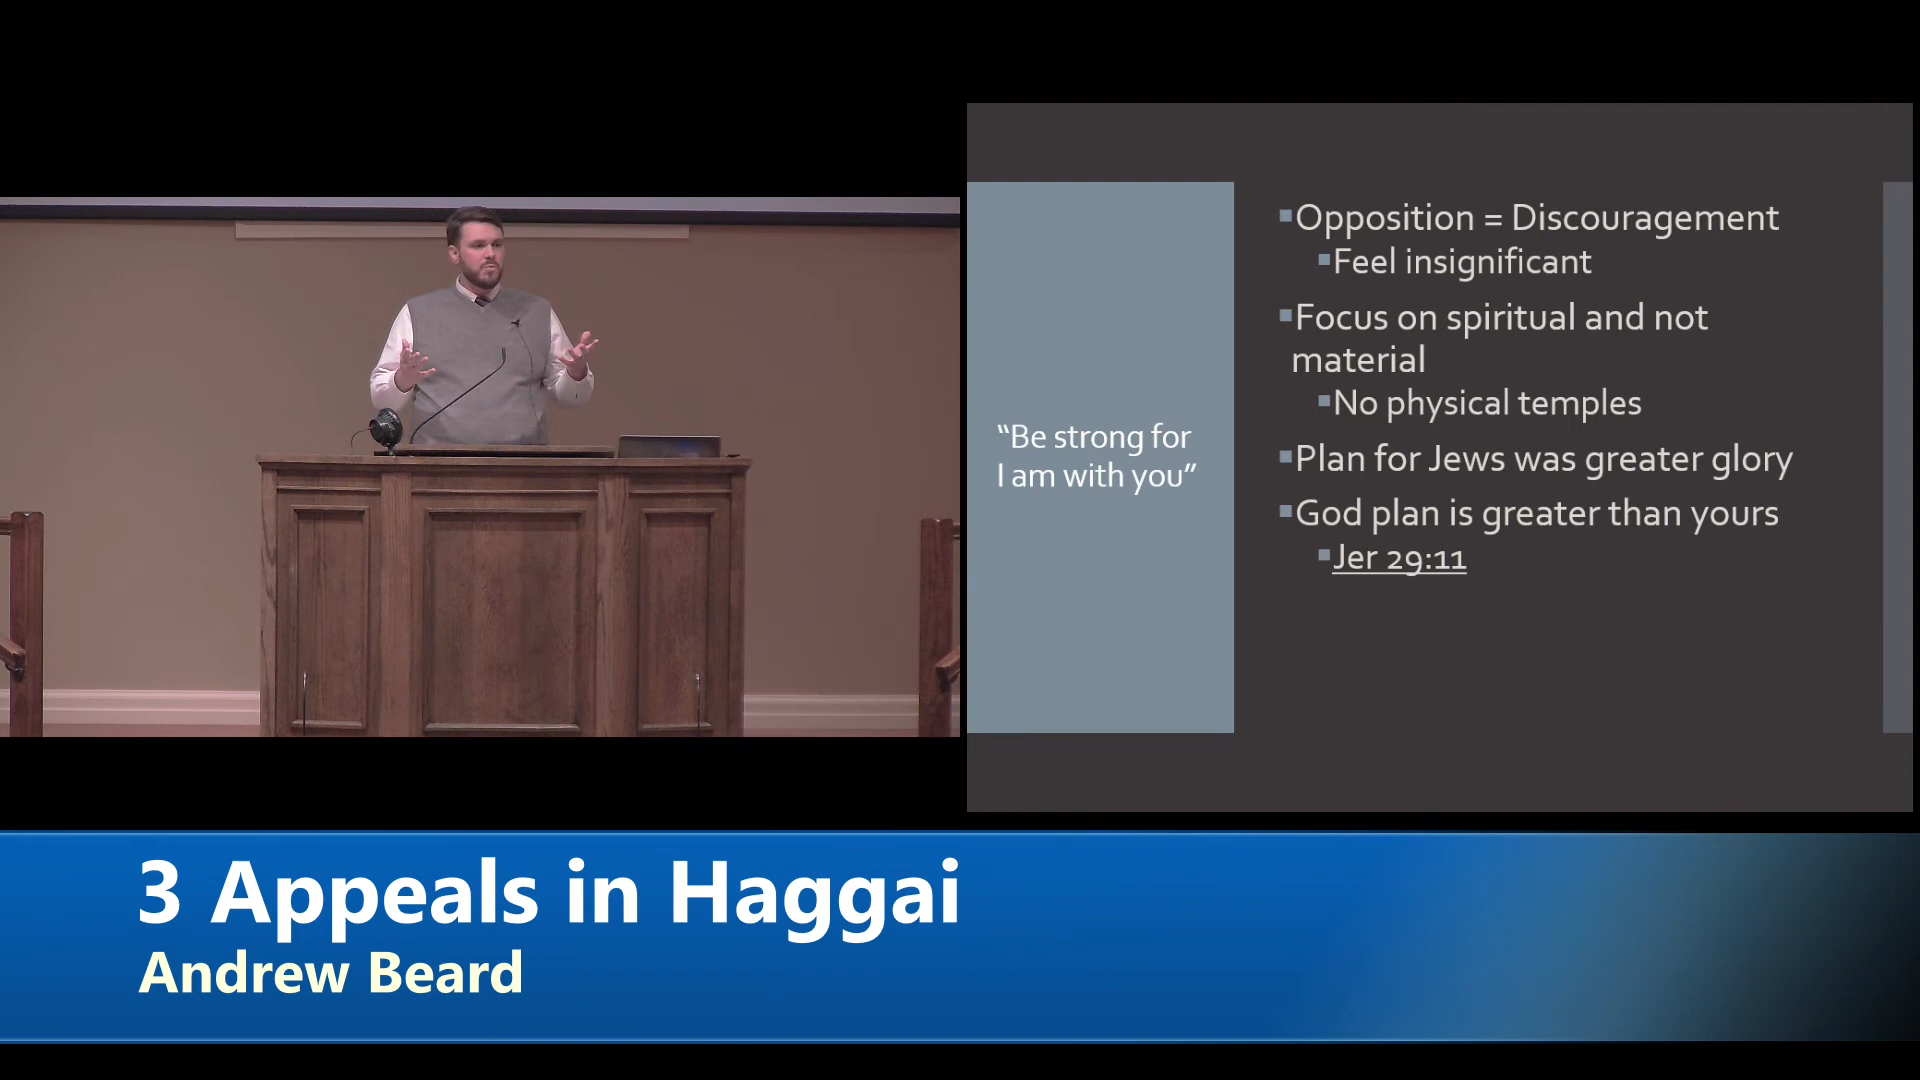 “Be strong for
I am with you”
Opposition = Discouragement
Feel insignificant
Focus on spiritual and not
material
No physical temples
Plan for Jews was greater glory
God plan is greater than yours
Jer 29:11
3 Appeals in Haggai
Andrew Beard